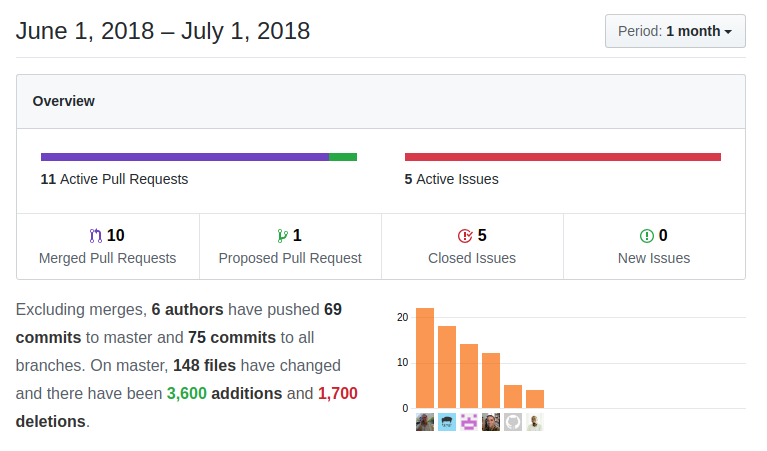 June 1, 2018 – July 1, 2018
Period: 1 month
Overview
11 Active Pull Requests
5 Active Issues
10
Merged Pull Requests
1
Proposed Pull Request
5
Closed Issues
0
New Issues
Excluding merges, 6 authors have pushed 69
commits to master and 75 commits to all
branches. On master, 148 files have changed
and there have been 3,600 additions and 1,700
deletions.
20
10
0